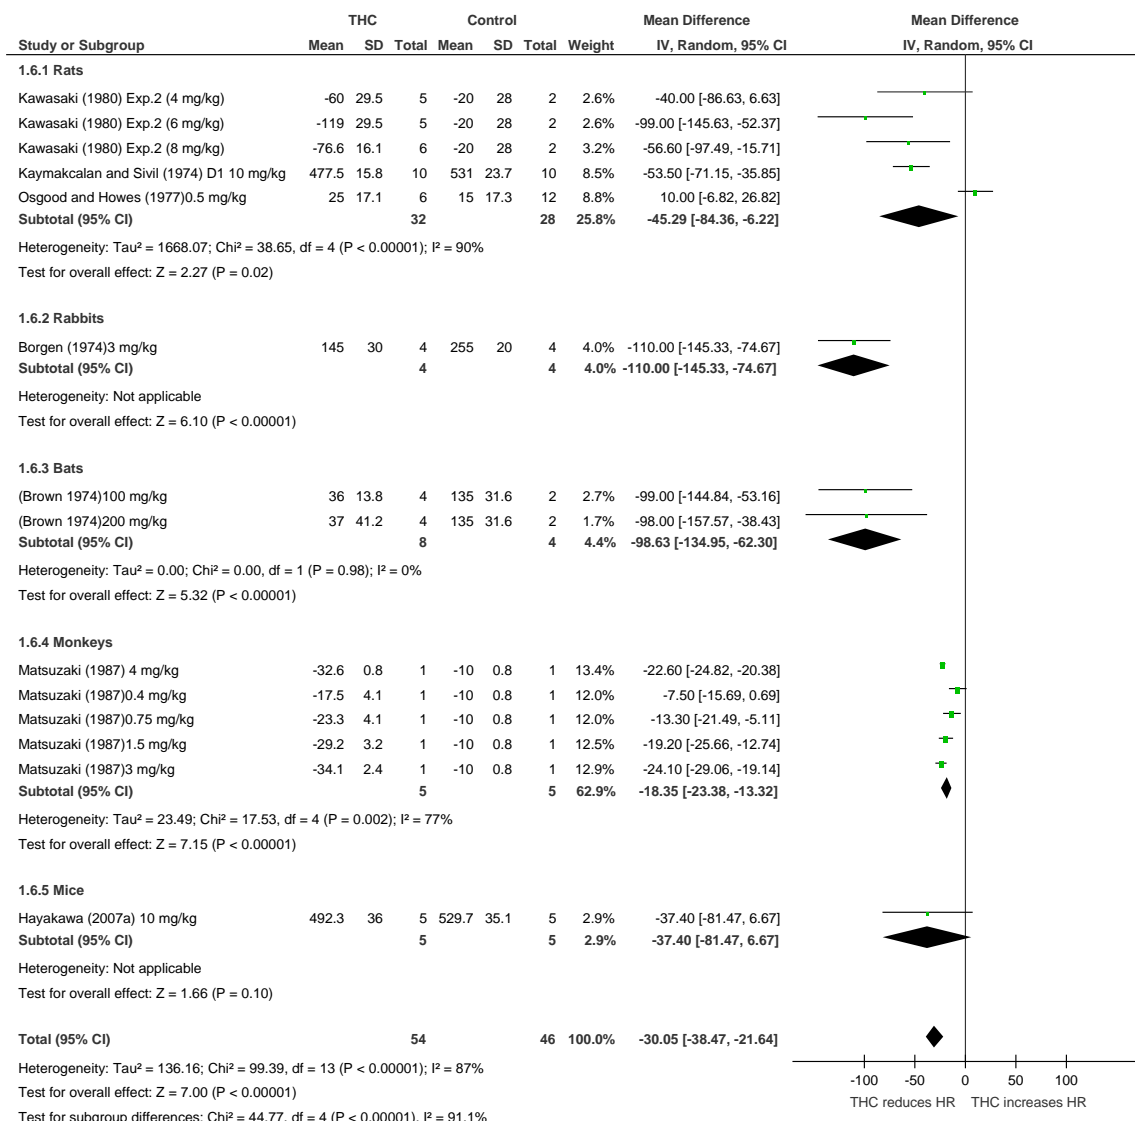 THC Control Mean Difference Mean Difference
Study or Subgroup Mean SD Total Mean SD Total Weight IV, Random, 95% CI IV, Random, 95% CI
1.6.1 Rats
Kawasaki (1980) Exp.2 (4 mg/kg) -60 29.5 5 -20 28 2 2.6% -40.00 [-86.63, 6.63]
Kawasaki (1980) Exp.2 (6 mg/kg) -119 29.5 5 -20 28 2 2.6% -99.00 [-145.63, -52.37]
Kawasaki (1980) Exp.2 (8 mg/kg) -76.6 16.1 6 -20 28 2 3.2% -56.60 [-97.49, -15.71]
Kaymakcalan and Sivil (1974) D1 10 mg/kg 477.5 15.8 10 531 23.7 10 8.5% -53.50 [-71.15, -35.85]
Osgood and Howes (1977)0.5 mg/kg 25 17.1 6 15 17.3 12 8.8% 10.00 [-6.82, 26.82]
Subtotal (95% CI) 32 28 25.8% -45.29 [-84.36, -6.22]
Heterogeneity: Tau² = 1668.07; Chi² = 38.65, df = 4 (P < 0.00001); I² = 90%
Test for overall effect: Z = 2.27 (P = 0.02)
1.6.2 Rabbits
Borgen (1974)3 mg/kg 145 30 4 255 20 4 4.0% -110.00 [-145.33, -74.67]
Subtotal (95% CI) 4 4 4.0% -110.00 [-145.33, -74.67]
Heterogeneity: Not applicable
Test for overall effect: Z = 6.10 (P < 0.00001)
1.6.3 Bats
(Brown 1974)100 mg/kg 36 13.8 4 135 31.6 2 2.7% -99.00 [-144.84, -53.16]
(Brown 1974)200 mg/kg 37 41.2 4 135 31.6 2 1.7% -98.00 [-157.57, -38.43]
Subtotal (95% CI) 8 4 4.4% -98.63 [-134.95, -62.30]
Heterogeneity: Tau² = 0.00; Chi² = 0.00, df = 1 (P = 0.98); I² = 0%
Test for overall effect: Z = 5.32 (P < 0.00001)
1.6.4 Monkeys
Matsuzaki (1987) 4 mg/kg -32.6 0.8 1 -10 0.8 1 13.4% -22.60 [-24.82, -20.38]
Matsuzaki (1987)0.4 mg/kg -17.5 4.1 1 -10 0.8 1 12.0% -7.50 [-15.69, 0.69]
Matsuzaki (1987)0.75 mg/kg -23.3 4.1 1 -10 0.8 1 12.0% -13.30 [-21.49, -5.11]
Matsuzaki (1987)1.5 mg/kg -29.2 3.2 1 -10 0.8 1 12.5% -19.20 [-25.66, -12.74]
Matsuzaki (1987)3 mg/kg -34.1 2.4 1 -10 0.8 1 12.9% -24.10 [-29.06, -19.14]
Subtotal (95% CI) 5 5 62.9% -18.35 [-23.38, -13.32]
Heterogeneity: Tau² = 23.49; Chi² = 17.53, df = 4 (P = 0.002); I² = 77%
Test for overall effect: Z = 7.15 (P < 0.00001)
1.6.5 Mice
Hayakawa (2007a) 10 mg/kg 492.3 36 5 529.7 35.1 5 2.9% -37.40 [-81.47, 6.67]
Subtotal (95% CI) 5 5 2.9% -37.40 [-81.47, 6.67]
Heterogeneity: Not applicable
Test for overall effect: Z = 1.66 (P = 0.10)
Total (95% CI) 54 46 100.0% -30.05 [-38.47, -21.64]
Heterogeneity: Tau² = 136.16; Chi² = 99.39, df = 13 (P < 0.00001); I² = 87%
Test for overall effect: Z = 7.00 (P < 0.00001)
Test for subgroup differences: Chi² = 44.77, df = 4 (P < 0.00001), I² = 91.1%
-100 -50 0 50 100
THC reduces HR THC increases HR